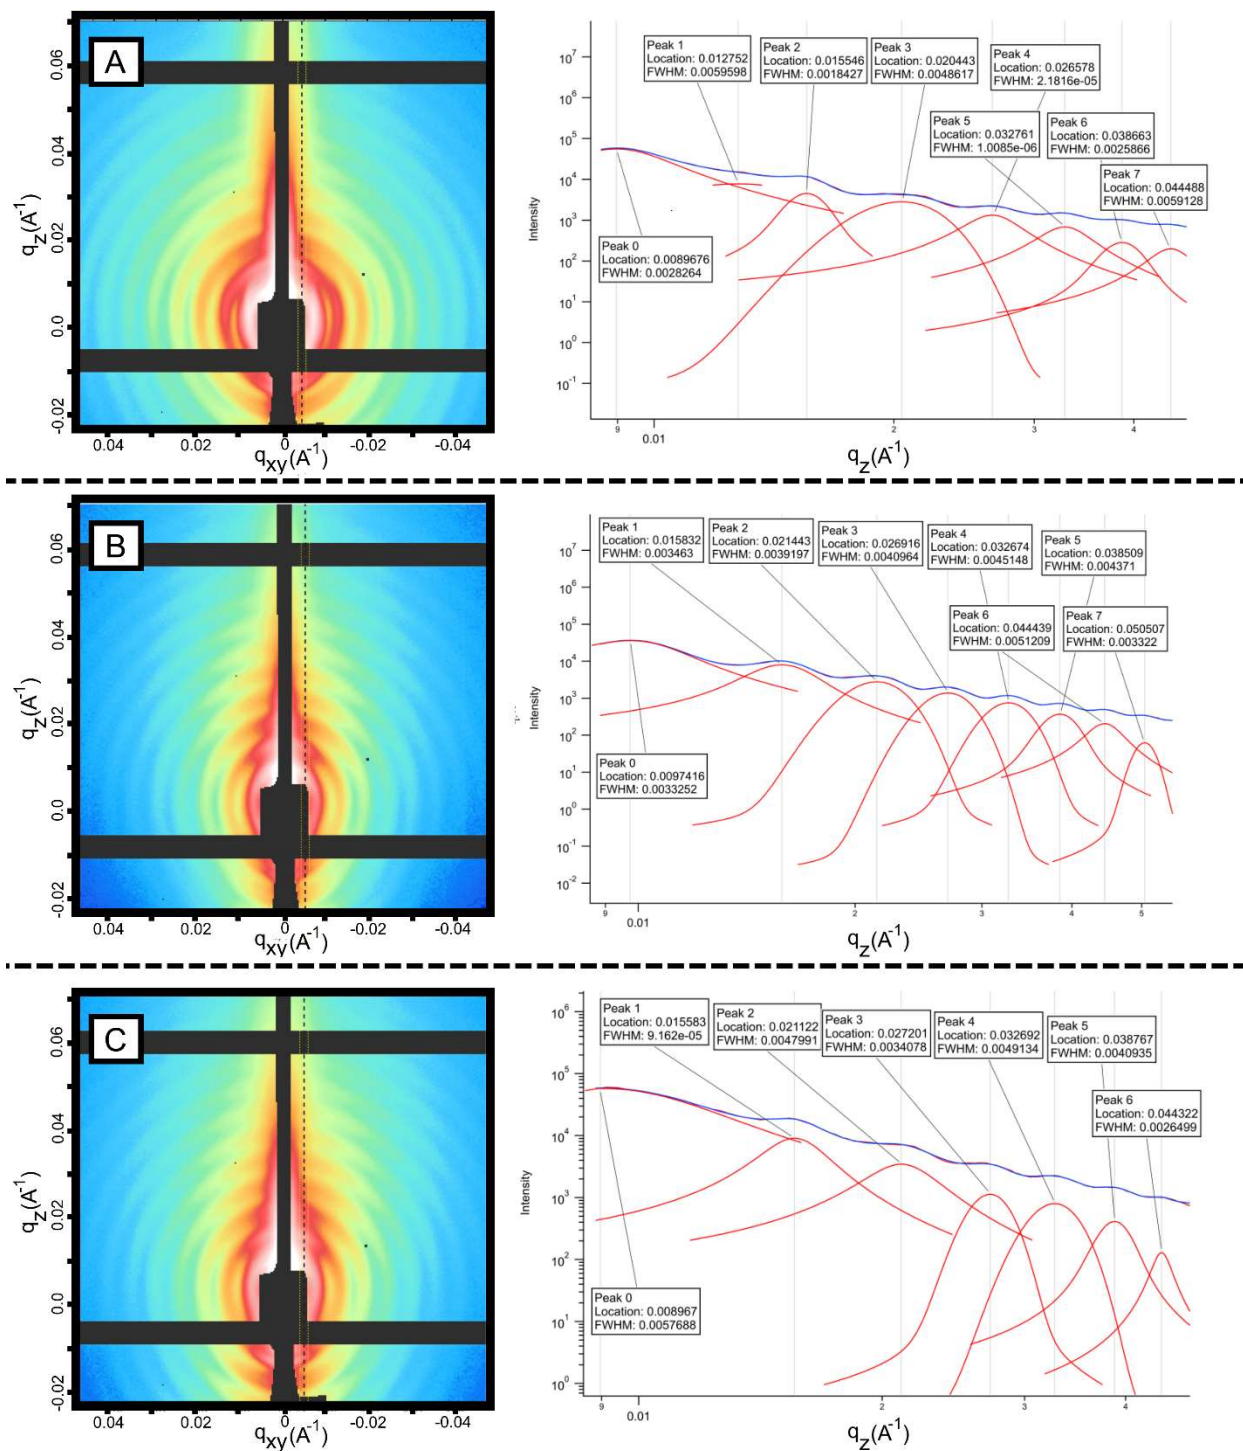 A
0.06
0.04
0.02
0.0
-0.02
qz(A-1)
0.04
0.02
0
-0.02
-0.04
qxy(A-1)
Peak 1
Location: 0.012752
FWHM: 0.0059598
Peak 2
Location: 0.015546
FWHM: 0.0018427
Peak 3
Location: 0.020443
FWHM: 0.0048617
Peak 4
Location: 0.026578
FWHM: 2.1816e-05
Peak 5
Location: 0.032761
FWHM: 1.0085e-06
Peak 6
Location: 0.038663
FWHM: 0.0025866
Peak 7
Location: 0.044488
FWHM: 0.0059128
Peak 0
Location: 0.0089676
FWHM: 0.0028264
10^7
10^6
10^5
10^4
10^3
10^2
10^1
10^0
10^-1
Intensity
9
0.01
2
3
4
qz(A-1)
B
0.06
0.04
0.02
0.0
-0.02
qz(A-1)
0.04
0.02
0
-0.02
-0.04
qxy(A-1)
Peak 1
Location: 0.015832
FWHM: 0.003463
Peak 2
Location: 0.021443
FWHM: 0.0039197
Peak 3
Location: 0.026916
FWHM: 0.0040964
Peak 4
Location: 0.032674
FWHM: 0.0045148
Peak 5
Location: 0.038509
FWHM: 0.004371
Peak 6
Location: 0.044439
FWHM: 0.0051209
Peak 7
Location: 0.050507
FWHM: 0.003322
Peak 0
Location: 0.0097416
FWHM: 0.0033252
10^7
10^6
10^5
10^4
10^3
10^2
10^1
10^0
10^-1
10^-2
Intensity
9
0.01
2
3
4
5
qz(A-1)
C
0.06
0.04
0.02
0.0
-0.02
qz(A-1)
0.04
0.02
0
-0.02
-0.04
qxy(A-1)
Peak 1
Location: 0.015583
FWHM: 9.162e-05
Peak 2
Location: 0.021122
FWHM: 0.0047991
Peak 3
Location: 0.027201
FWHM: 0.0034078
Peak 4
Location: 0.032692
FWHM: 0.0049134
Peak 5
Location: 0.038767
FWHM: 0.0040935
Peak 6
Location: 0.044322
FWHM: 0.0026499
Peak 0
Location: 0.008967
FWHM: 0.0057688
10^6
10^5
10^4
10^3
10^2
10^1
10^0
Intensity
9
0.01
2
3
4
qz(A-1)